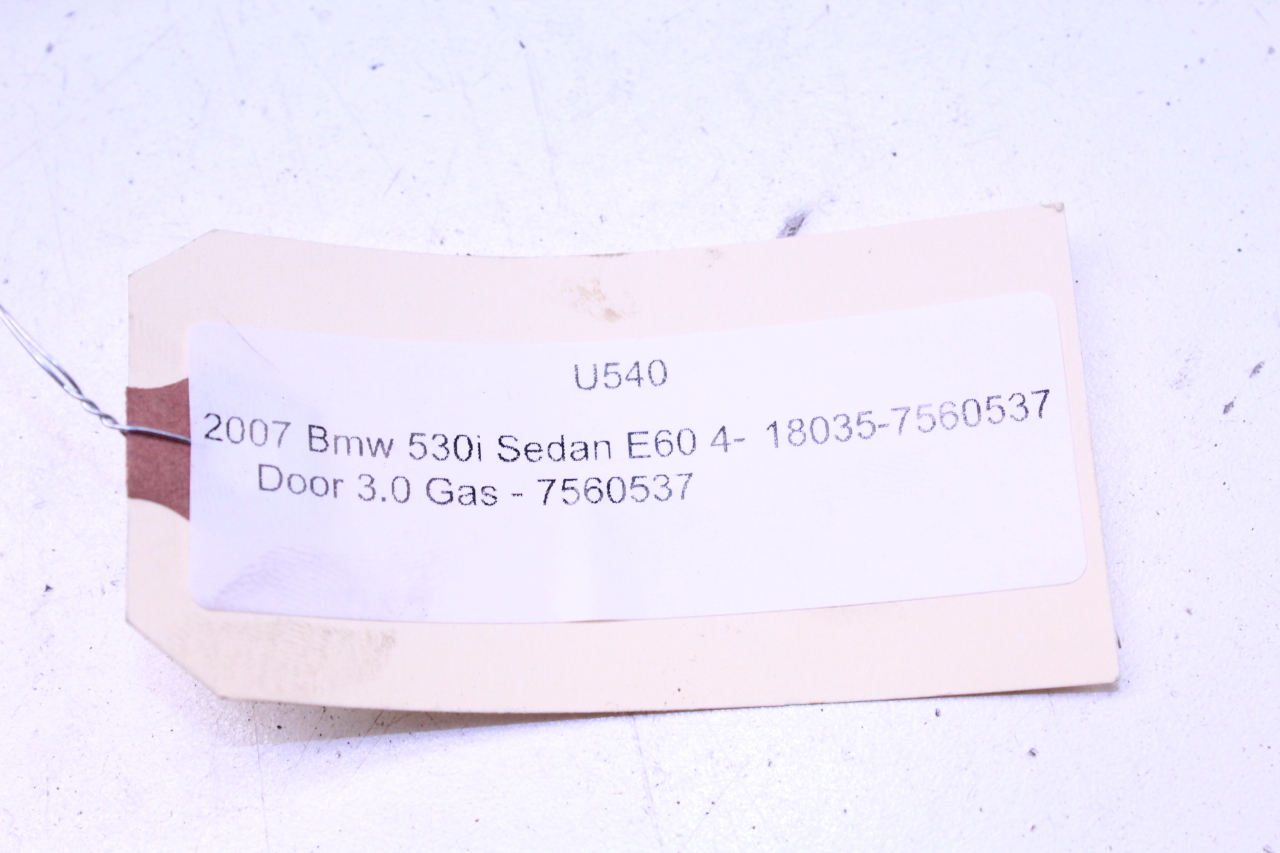 U540
2007 Bmw 530i Sedan E60 4- 18035-7560537
Door 3.0 Gas - 7560537